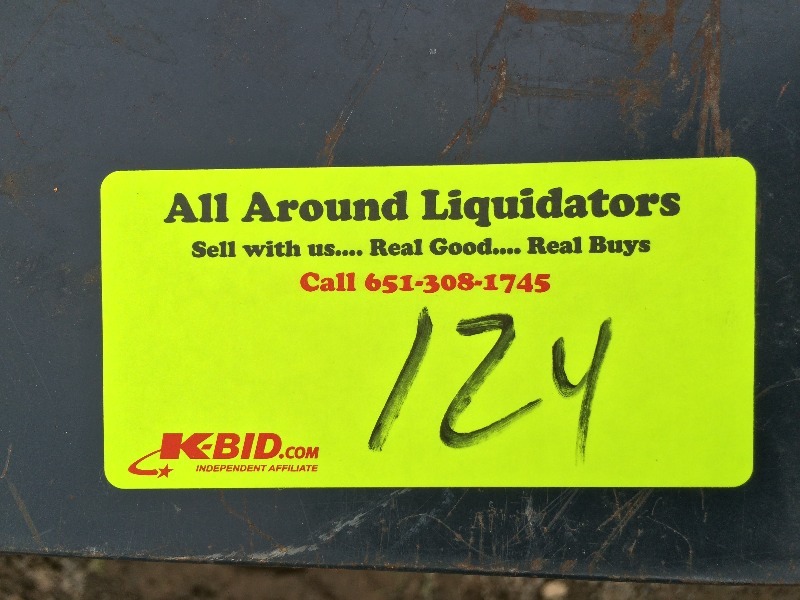 All Around Liquidators
Sell with us.... Real Good.... Real Buys
Call 651-308-1745
124
K-BID.COM
INDEPENDENT AFFILIATE